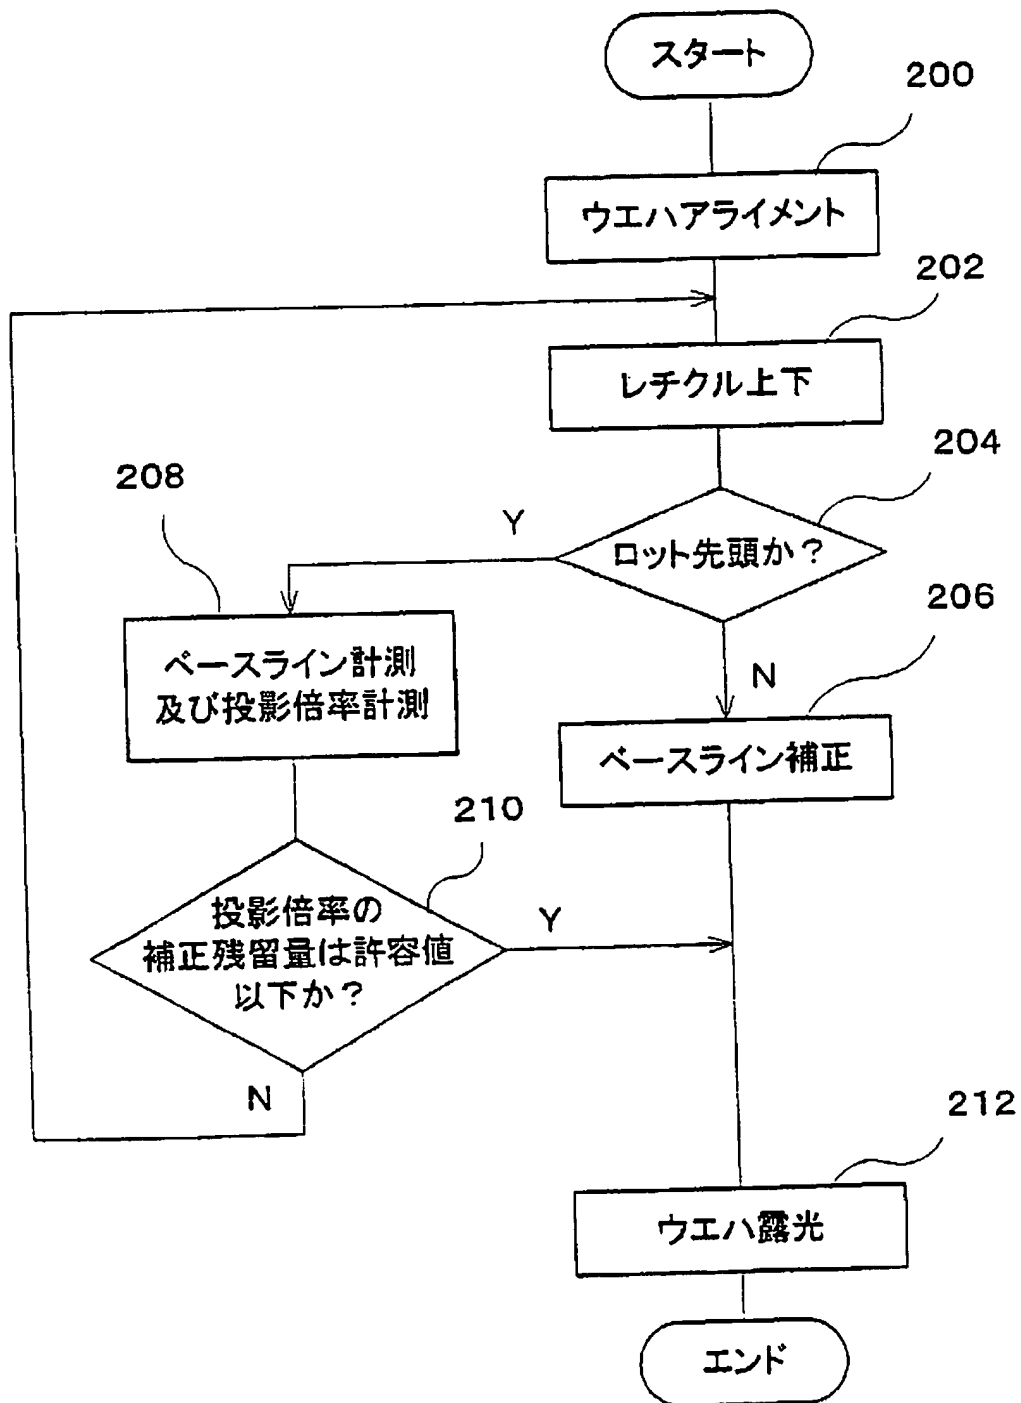 スタート
200
ウエハアライメント
202
レチクル上下
204
ロット先頭か？
Y
208
N
206
ベースライン計測
及び投影倍率計測
ベースライン補正
210
投影倍率の
補正残留量は許容値
以下か？
Y
N
212
ウエハ露光
エンド